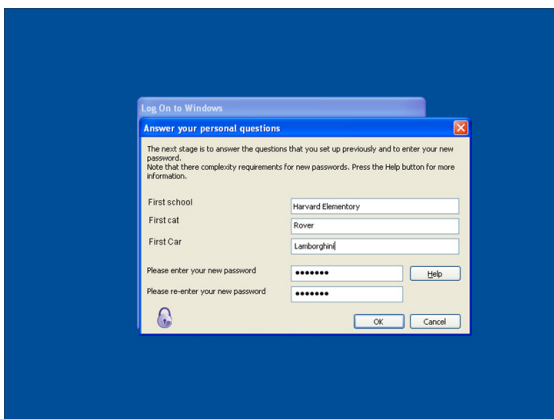 Log On to Windows
Answer your personal questions
The next stage is to answer the questions that you set up previously and to enter your new
password.
Note that there complexity requirements for new passwords. Press the Help button for more
information.
First school
Harvard Elementory
First cat
Rover
First Car
Lamborghini
Please enter your new password
●●●●●●●
Help
Please re-enter your new password
●●●●●●●
OK
Cancel